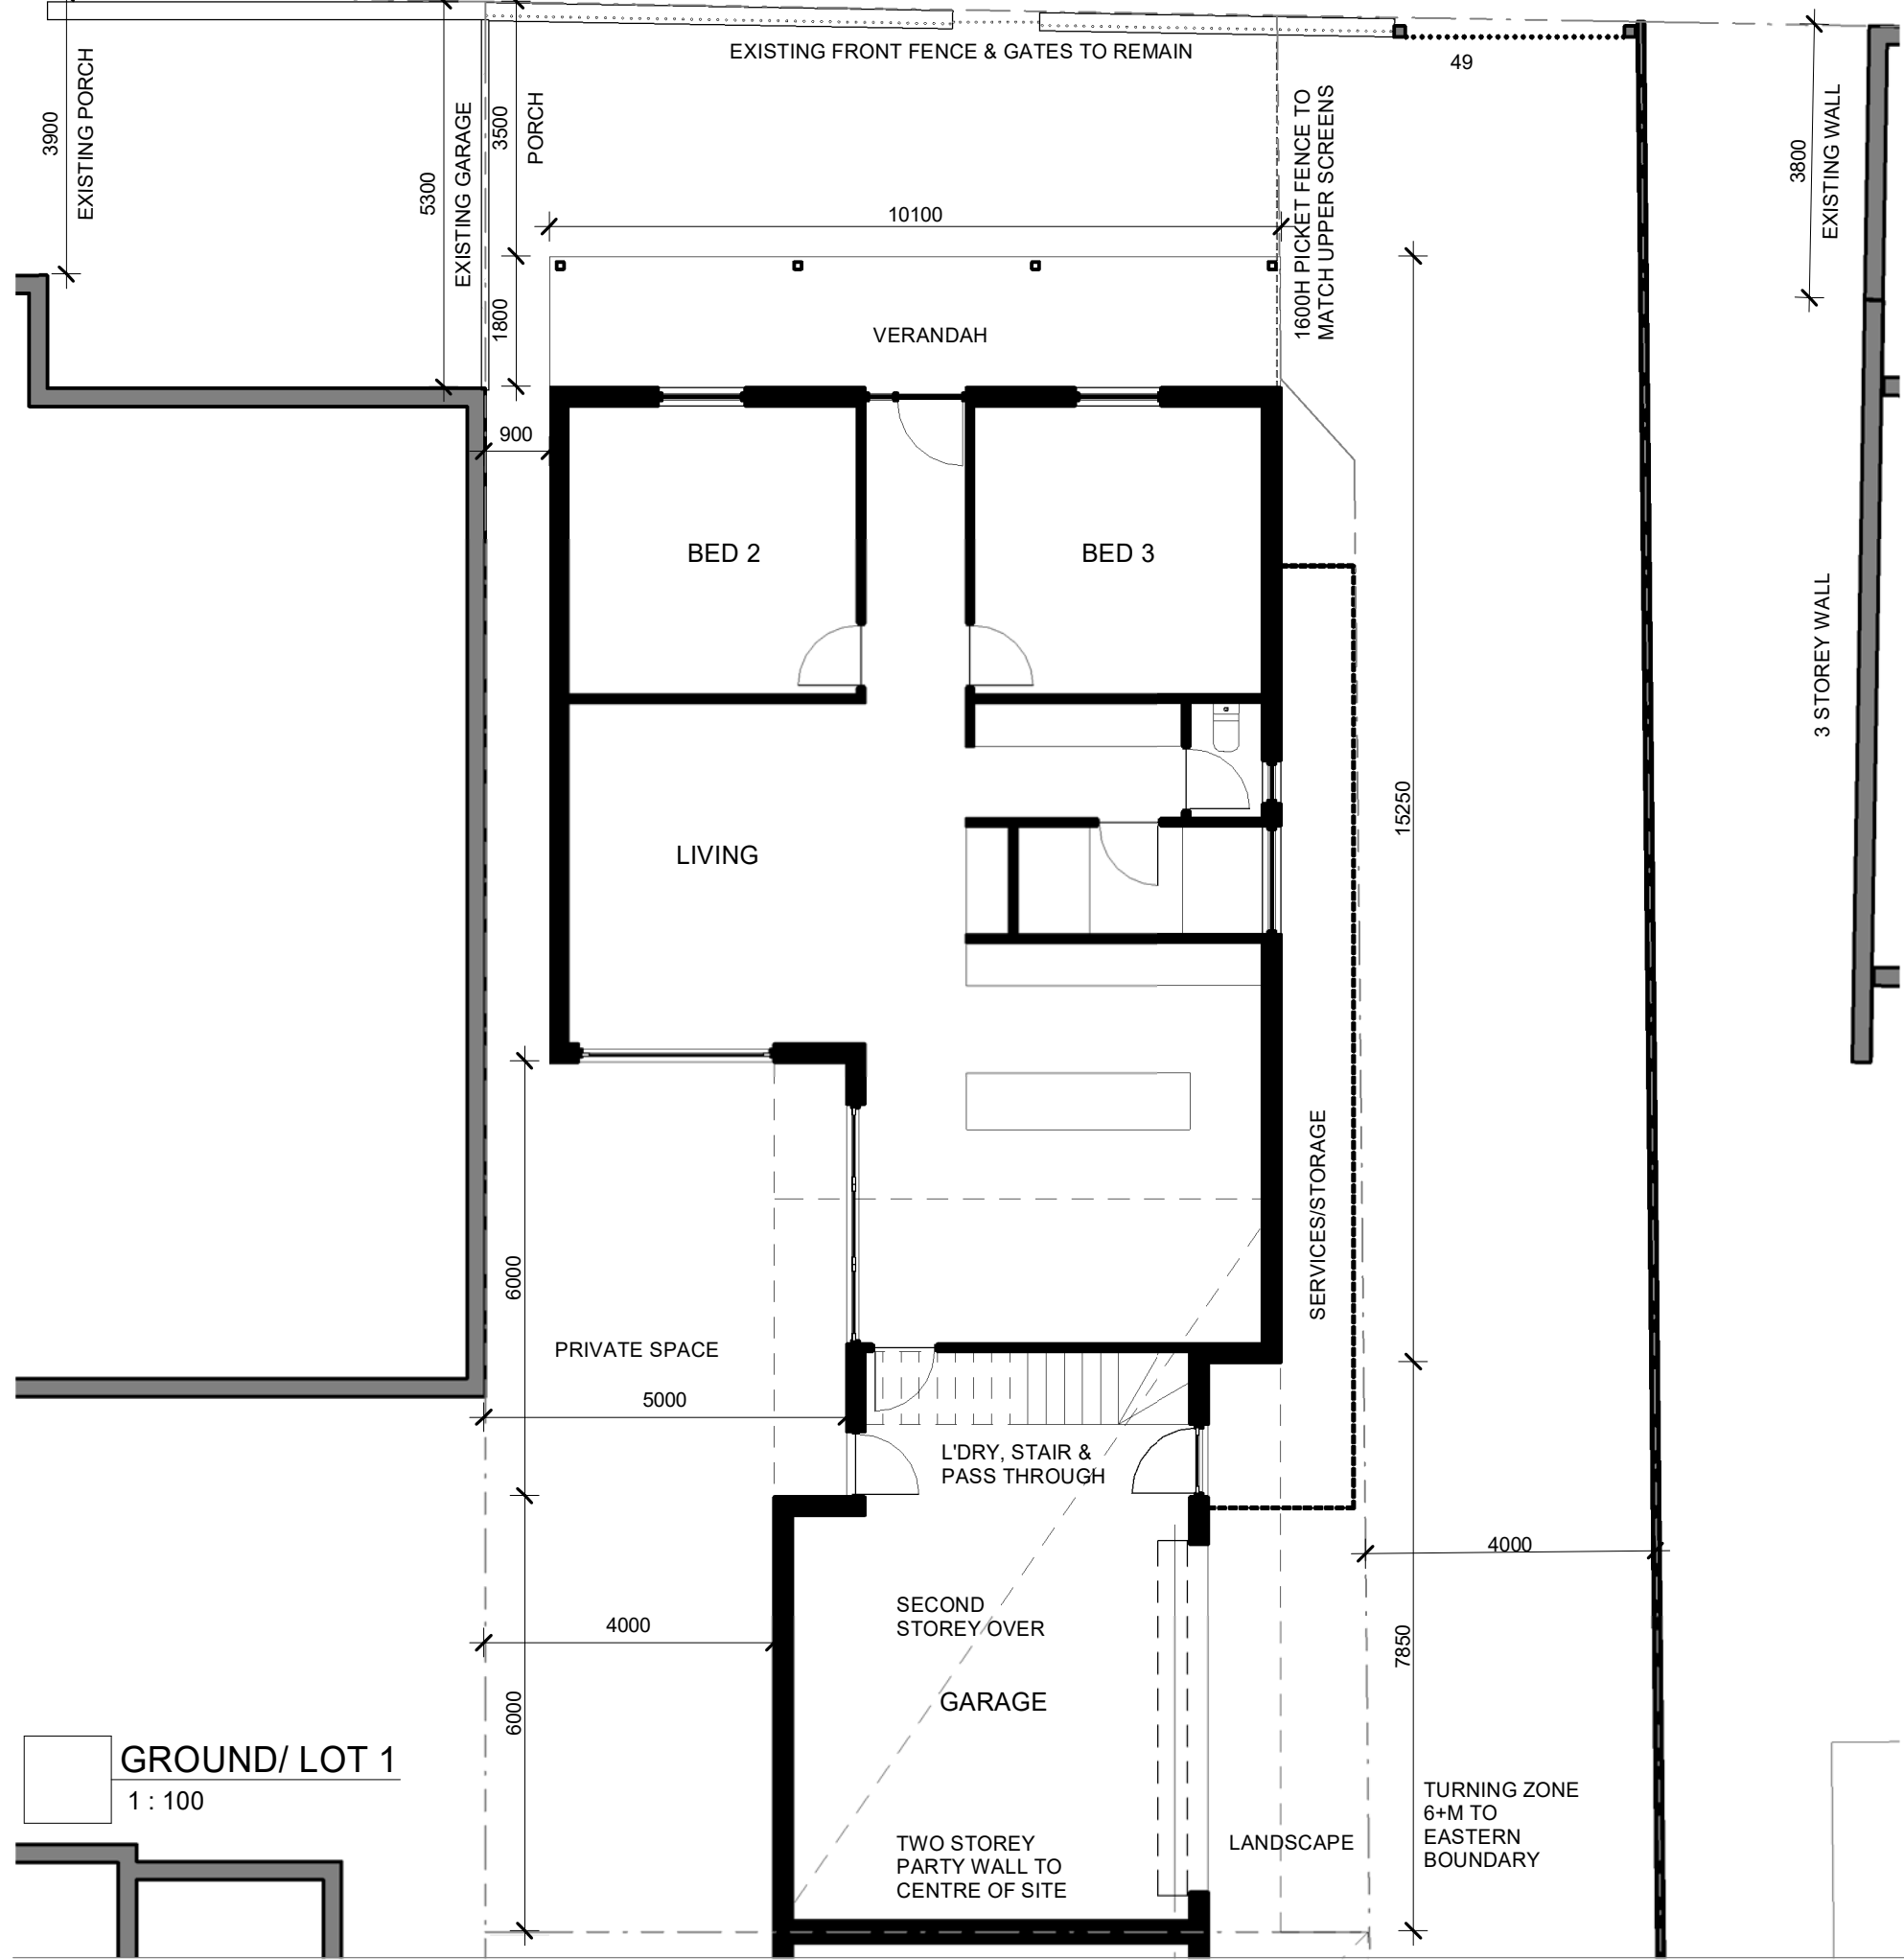 EXISTING FRONT FENCE & GATES TO REMAIN
49
3900
EXISTING PORCH
5300
EXISTING GARAGE
3500
PORCH
1600H PICKET FENCE TO
MATCH UPPER SCREENS
3800
EXISTING WALL
10100
1800
VERANDAH
900
BED 2
BED 3
3 STOREY WALL
15250
LIVING
SERVICES/STORAGE
6000
PRIVATE SPACE
5000
L'DRY, STAIR &
PASS THROUGH
4000
SECOND
STOREY OVER
4000
7850
6000
GARAGE
GROUND/ LOT 1
1 : 100
TURNING ZONE
6+M TO
EASTERN
BOUNDARY
LANDSCAPE
TWO STOREY
PARTY WALL TO
CENTRE OF SITE